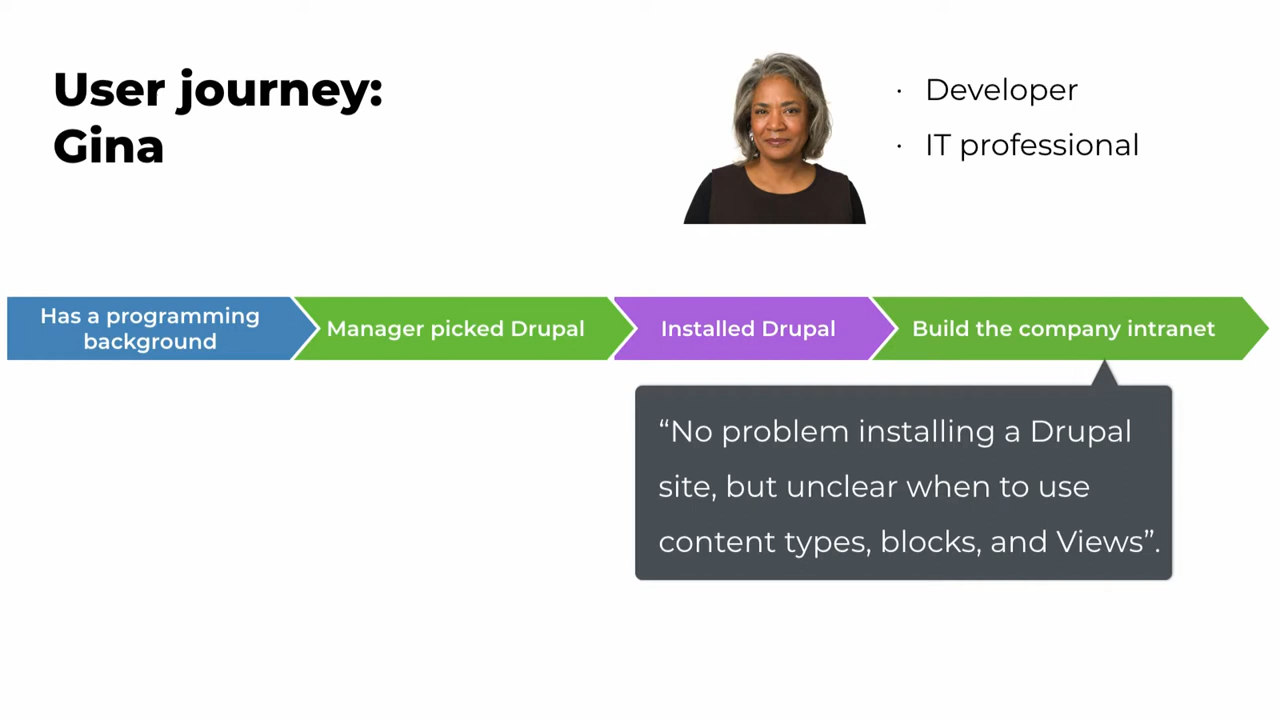 User journey:
Gina
· Developer
· IT professional
Has a programming
background
Manager picked Drupal
Installed Drupal
Build the company intranet
“No problem installing a Drupal
site, but unclear when to use
content types, blocks, and Views”.